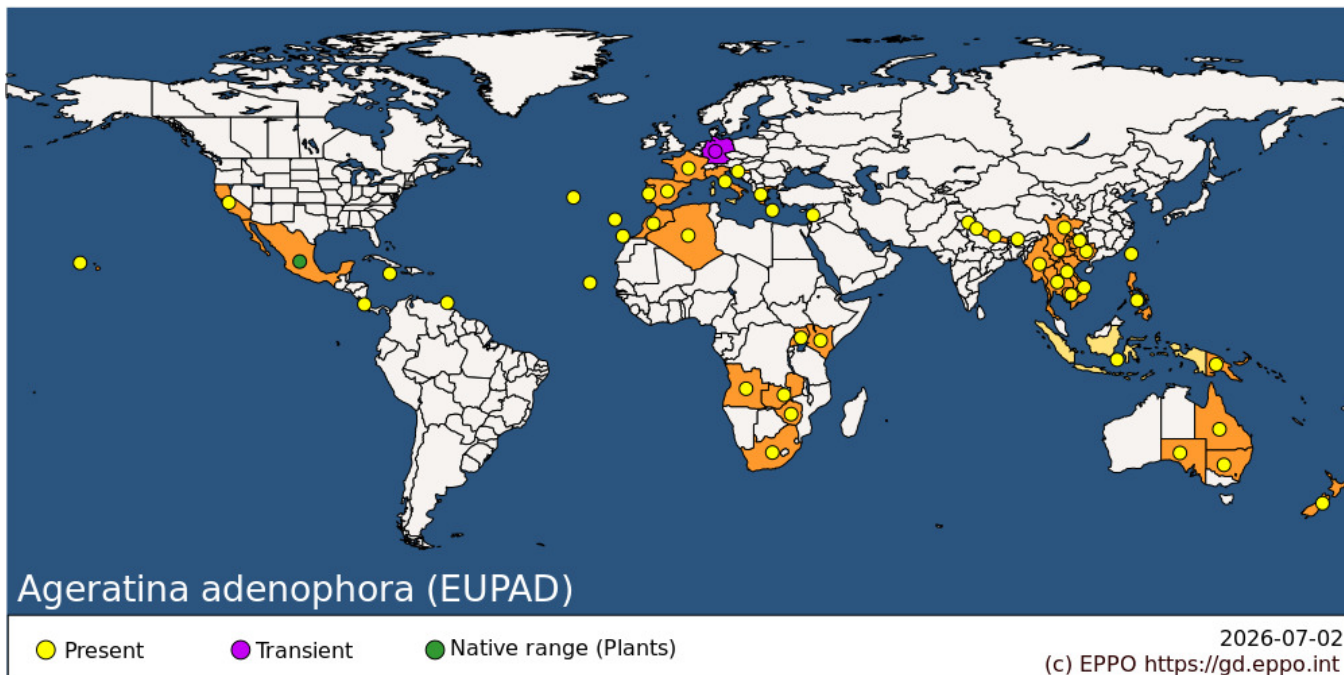 Ageratina adenophora (EUPAD)
Present
Transient
Native range (Plants)
2026-07-02
(c) EPPO https://gd.eppo.int